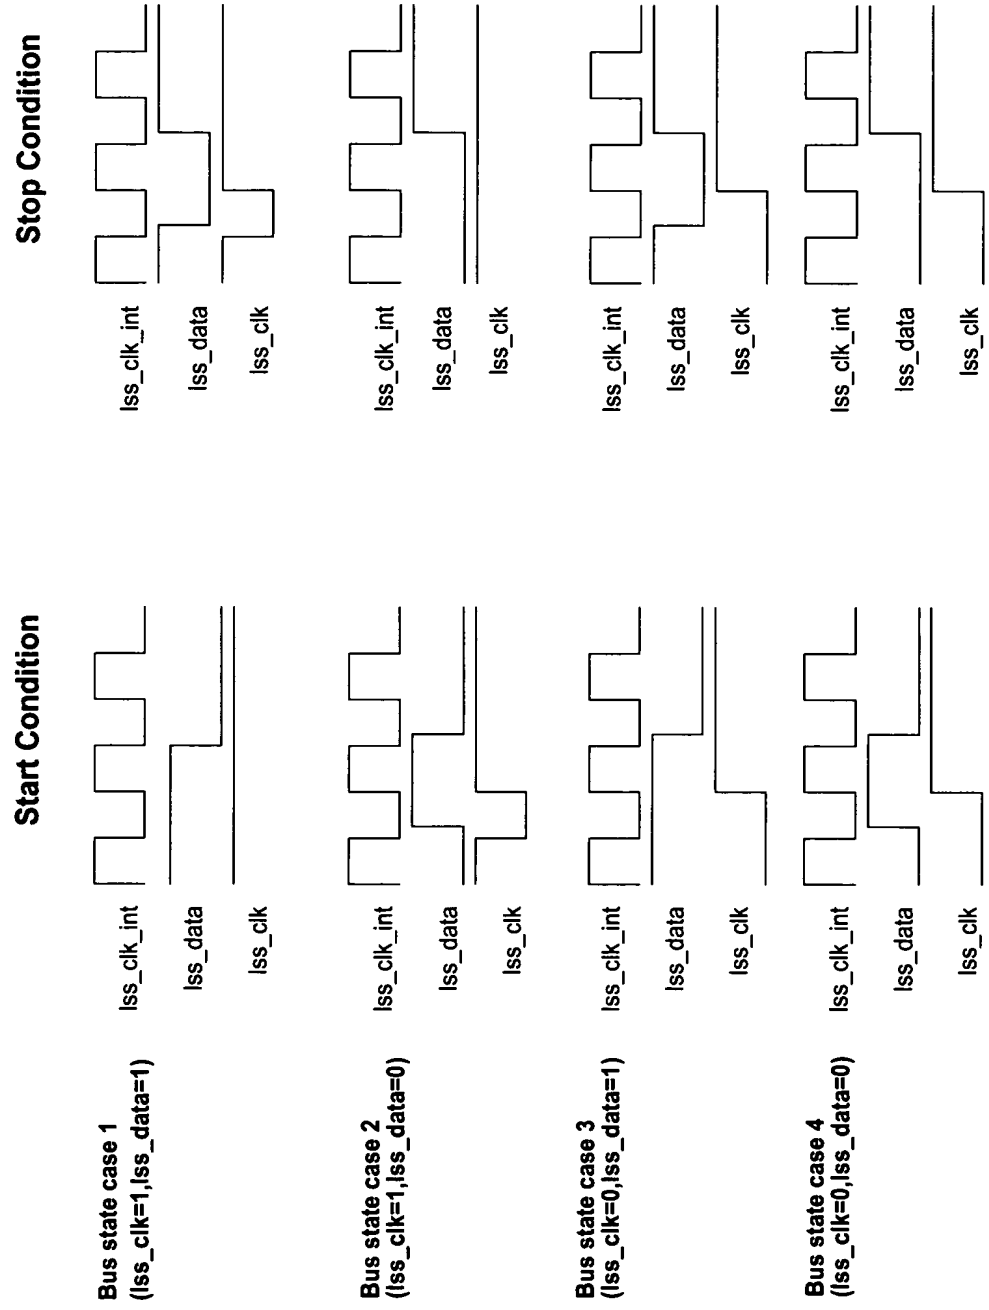 Start Condition
Stop Condition
Bus state case 1
(lss_clk=1,lss_data=1)
lss_clk_int
lss_data
lss_clk
lss_clk_int
lss_data
lss_clk
Bus state case 2
(lss_clk=1,lss_data=0)
lss_clk_int
lss_data
lss_clk
lss_clk_int
lss_data
lss_clk
Bus state case 3
(lss_clk=0,lss_data=1)
lss_clk_int
lss_data
lss_clk
lss_clk_int
lss_data
lss_clk
Bus state case 4
(lss_clk=0,lss_data=0)
lss_clk_int
lss_data
lss_clk
lss_clk_int
lss_data
lss_clk